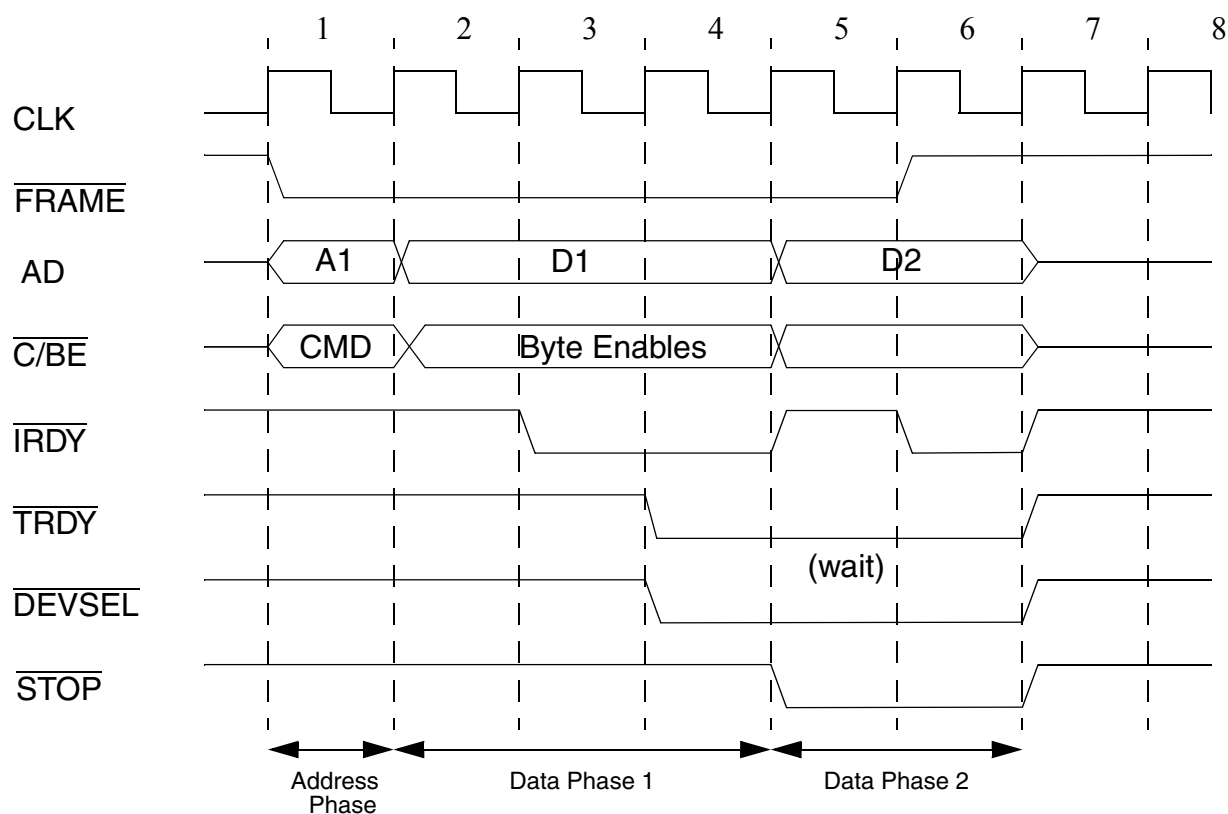 1 2 3 4 5 6 7 8
CLK
FRAME
AD A1 D1 D2
C/BE CMD Byte Enables
IRDY
TRDY
(wait)
DEVSEL
STOP
Address
Phase
Data Phase 1
Data Phase 2